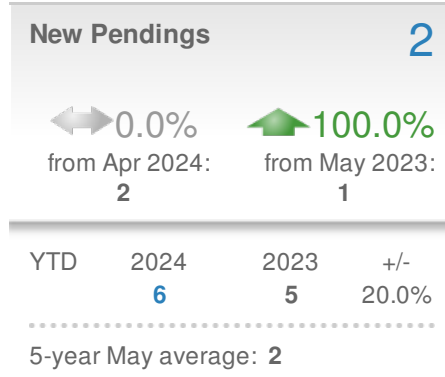 New Pendings 2
0.0% 100.0%
from Apr 2024: from May 2023:
2 1
YTD 2024 2023 +/-
6 5 20.0%
5-year May average: 2